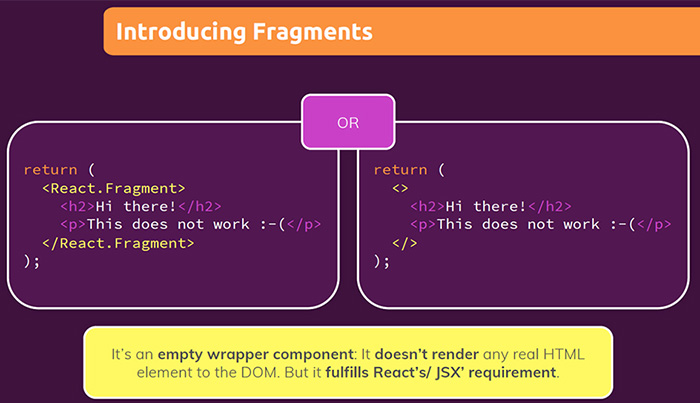 Introducing Fragments
OR
return (
<React.Fragment>
<h2>Hi there!</h2>
<p>This does not work :-(</p>
</React.Fragment>
);
return (
<>
<h2>Hi there!</h2>
<p>This does not work :-(</p>
</>
);
It's an empty wrapper component: It doesn't render any real HTML
element to the DOM. But it fulfills React's/ JSX' requirement.